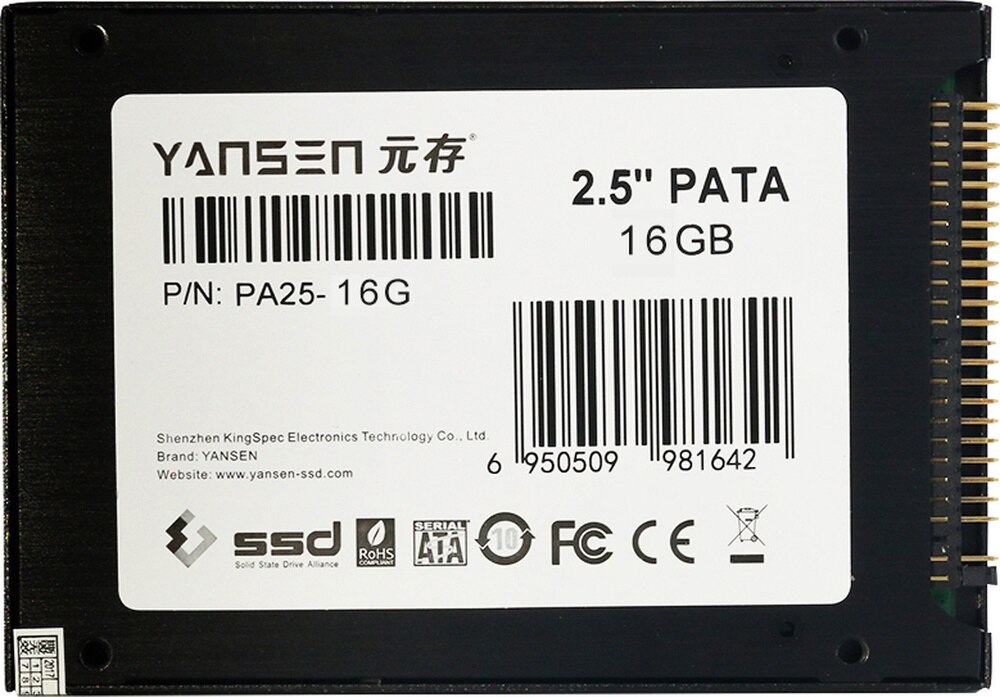 YANSEN 元存®
2.5" PATA
16GB
P/N: PA25- 16G
6 950509 981642
Shenzhen KingSpec Electronics Technology Co., Ltd.
Brand: YANSEN
Website: www.yansen-ssd.com
ssd
Solid State Drive Alliance
RoHS
COMPLIANT
SERIAL
ATA
10
FC CE
2017